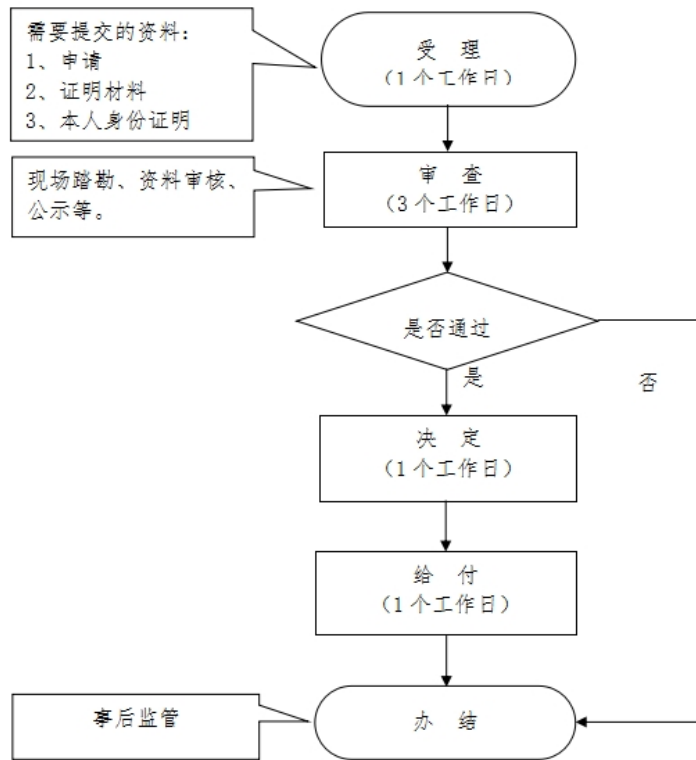 需要提交的资料：
1、申请
2、证明材料
3、本人身份证明
受 理
（1个工作日）
现场踏勘、资料审核、
公示等。
审 查
（3个工作日）
是否通过
是
否
决 定
（1个工作日）
给 付
（1个工作日）
事后监管
办 结